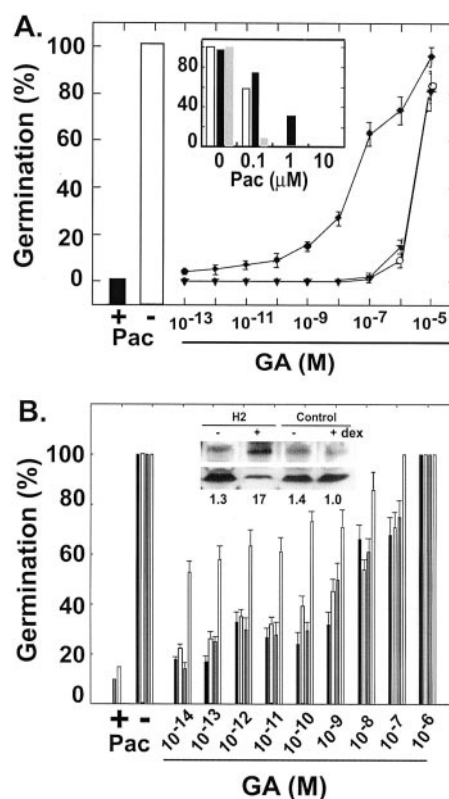 A.
Germination (%)
100
80
60
40
20
0
80
40
0
0 0.1 1 10
Pac (μM)
+ -
Pac
10-13 10-11 10-9 10-7 10-5
GA (M)
B.
Germination (%)
100
80
60
40
20
0
H2 Control
- + - + dex
1.3 17 1.4 1.0
+ -
Pac
10-14 10-13 10-12 10-11 10-10 10-9 10-8 10-7 10-6
GA (M)